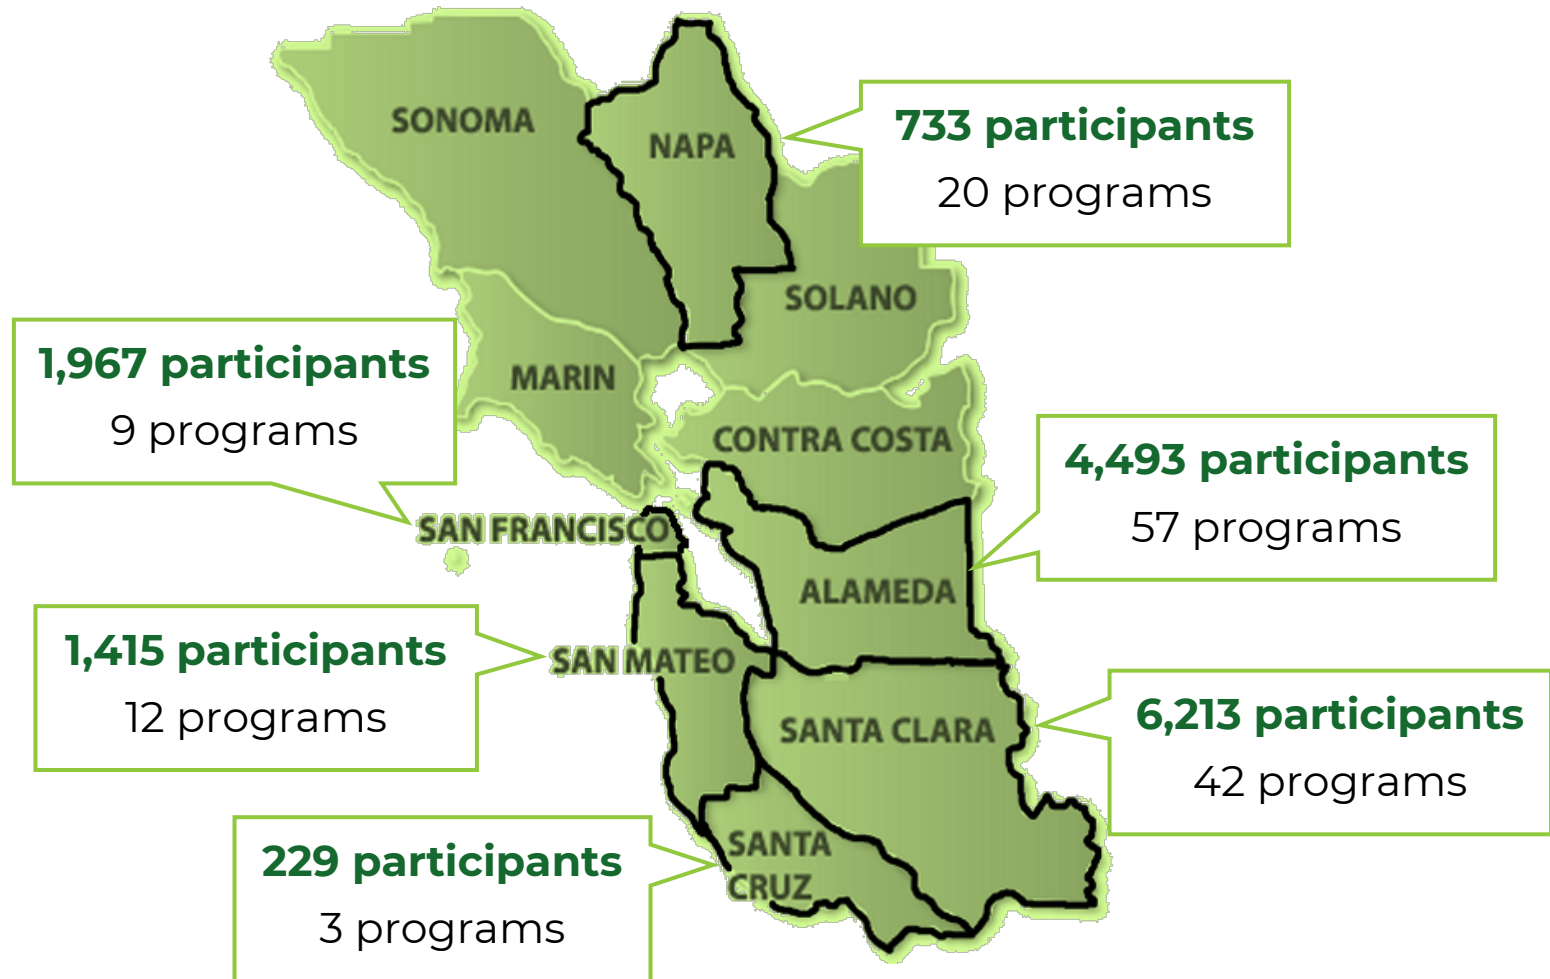 SONOMA
NAPA
733 participants
20 programs
SOLANO
1,967 participants
9 programs
MARIN
CONTRA COSTA
4,493 participants
57 programs
SAN FRANCISCO
ALAMEDA
1,415 participants
12 programs
SAN MATEO
SANTA CLARA
6,213 participants
42 programs
229 participants
3 programs
SANTA
CRUZ